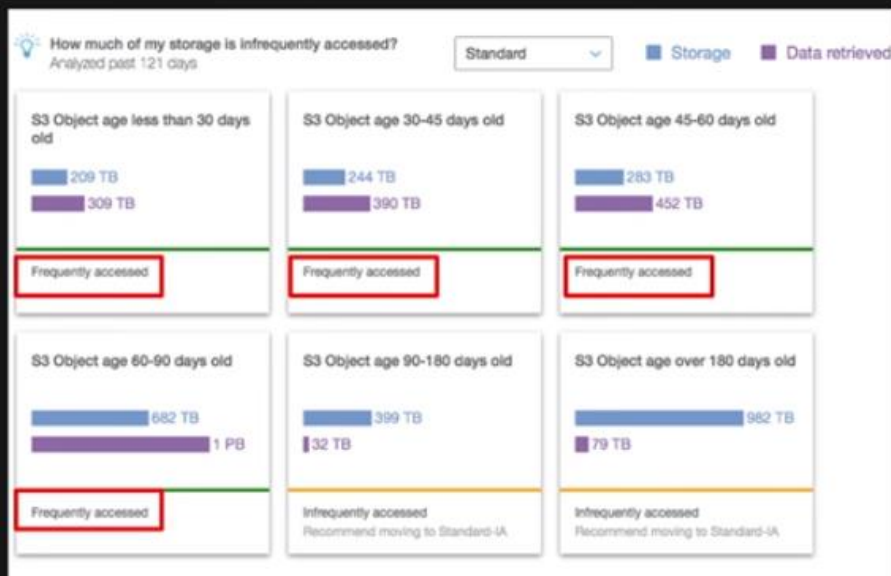 How much of my storage is infrequently accessed?
Analyzed past 121 days
Standard
Storage
Data retrieved
S3 Object age less than 30 days
old
209 TB
309 TB
Frequently accessed
S3 Object age 30-45 days old
244 TB
390 TB
Frequently accessed
S3 Object age 45-60 days old
283 TB
452 TB
Frequently accessed
S3 Object age 60-90 days old
682 TB
1 PB
Frequently accessed
S3 Object age 90-180 days old
399 TB
32 TB
Infrequently accessed
Recommend moving to Standard-IA
S3 Object age over 180 days old
982 TB
79 TB
Infrequently accessed
Recommend moving to Standard-IA